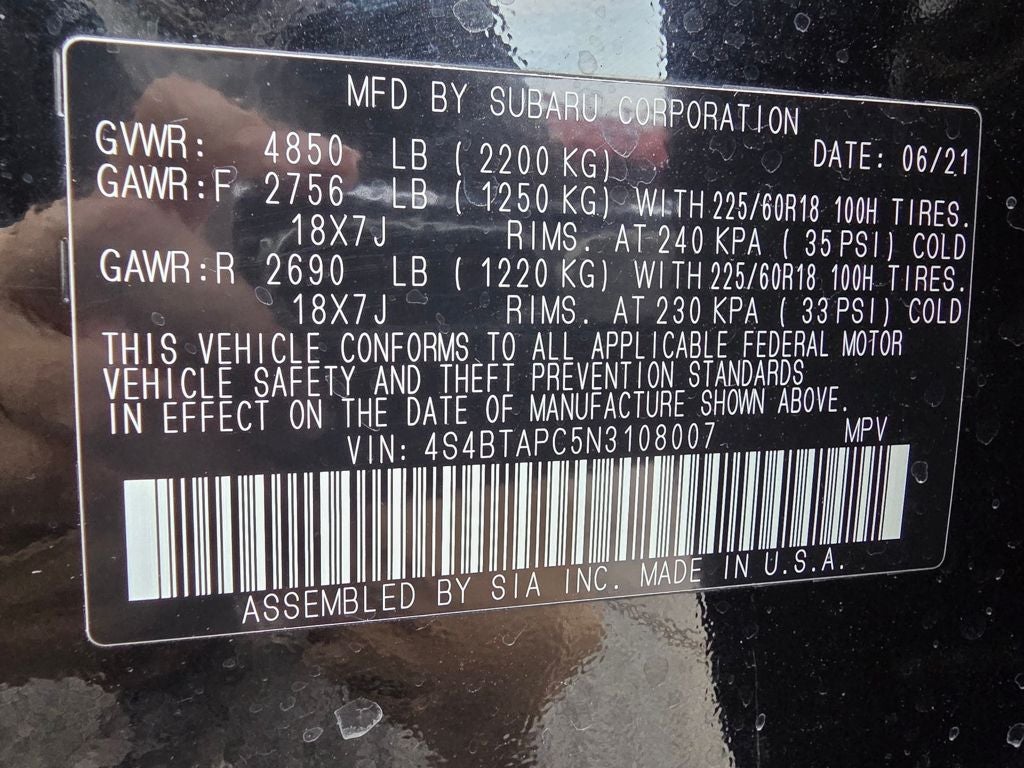 MFD BY SUBARU CORPORATION
GVWR: 4850 LB ( 2200 KG) DATE: 06/21
GAWR:F 2756 LB ( 1250 KG) WITH 225/60R18 100H TIRES.
18X7J RIMS. AT 240 KPA ( 35 PSI) COLD
GAWR:R 2690 LB ( 1220 KG) WITH 225/60R18 100H TIRES.
18X7J RIMS. AT 230 KPA ( 33 PSI) COLD
THIS VEHICLE CONFORMS TO ALL APPLICABLE FEDERAL MOTOR
VEHICLE SAFETY AND THEFT PREVENTION STANDARDS
IN EFFECT ON THE DATE OF MANUFACTURE SHOWN ABOVE.
VIN: 4S4BTAPC5N3108007 MPV
ASSEMBLED BY SIA INC. MADE IN U.S.A.